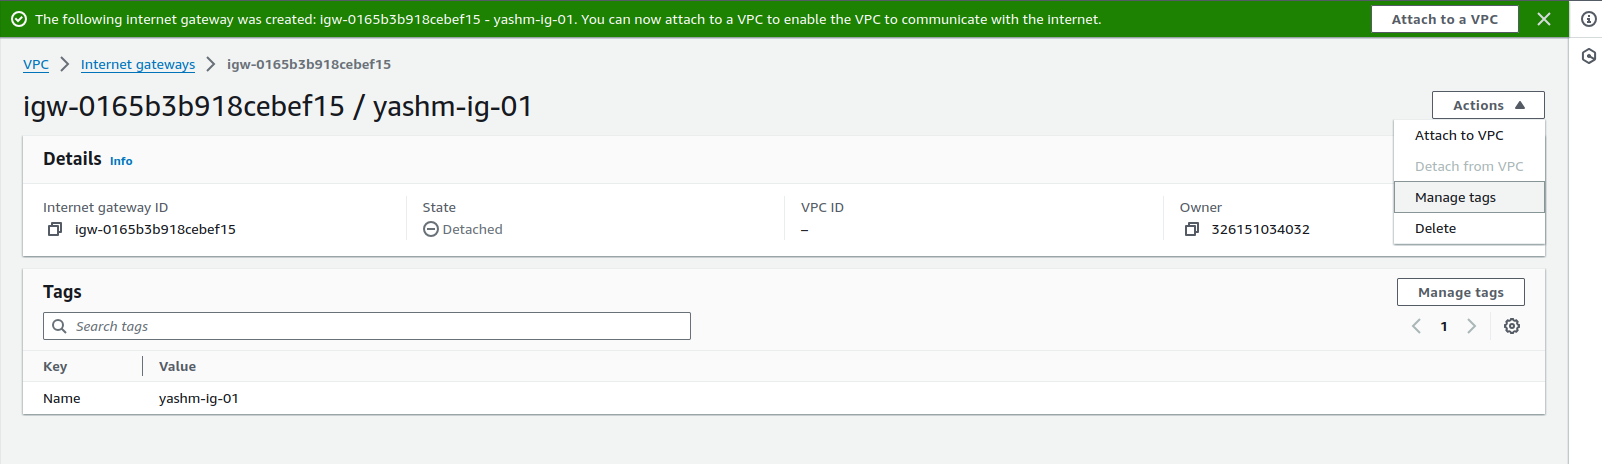 The following internet gateway was created: igw-0165b3b918cebef15 - yashm-ig-01. You can now attach to a VPC to enable the VPC to communicate with the internet.
Attach to a VPC
VPC
Internet gateways
igw-0165b3b918cebef15
igw-0165b3b918cebef15 / yashm-ig-01
Actions
Attach to VPC
Detach from VPC
Manage tags
Delete
Details Info
Internet gateway ID
igw-0165b3b918cebef15
State
Detached
VPC ID
–
Owner
326151034032
Tags
Manage tags
Search tags
1
Key Value
Name yashm-ig-01